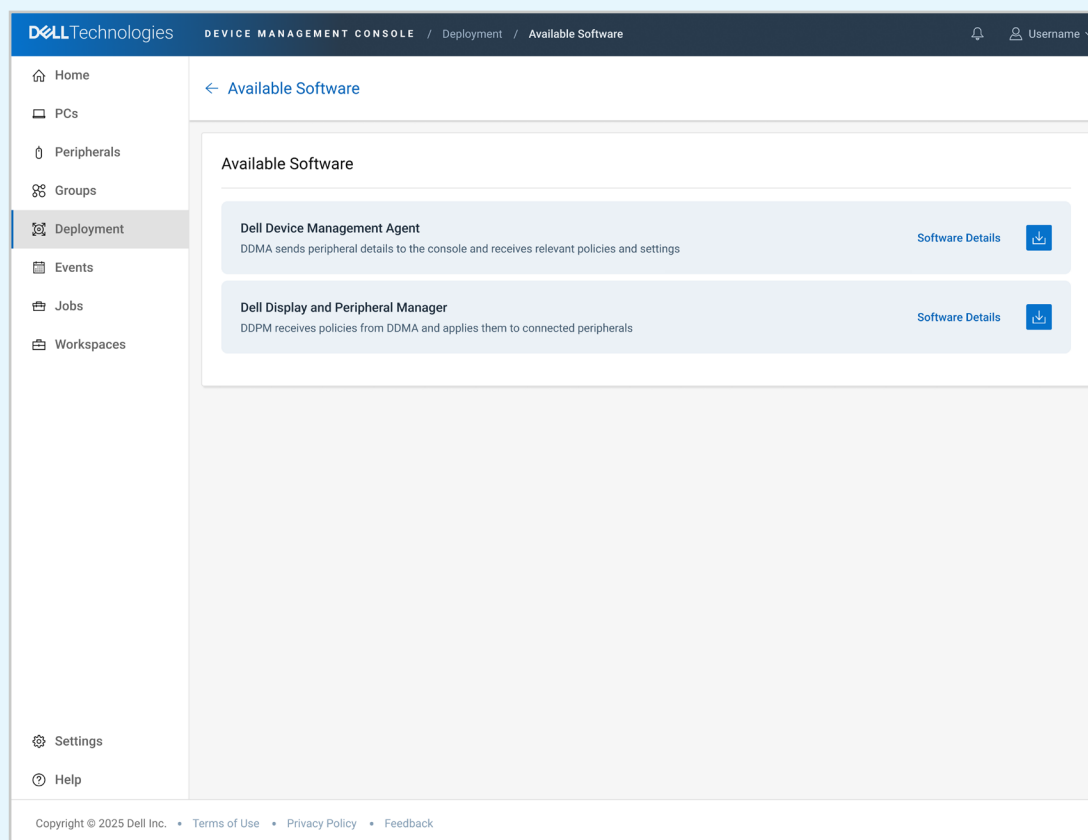 DELLTechnologies
DEVICE MANAGEMENT CONSOLE / Deployment / Available Software
Username
Home
PCs
Peripherals
Groups
Deployment
Events
Jobs
Workspaces
Settings
Help
← Available Software
Available Software
Dell Device Management Agent
DDMA sends peripheral details to the console and receives relevant policies and settings
Software Details
Dell Display and Peripheral Manager
DDPM receives policies from DDMA and applies them to connected peripherals
Software Details
Copyright © 2025 Dell Inc. • Terms of Use • Privacy Policy • Feedback